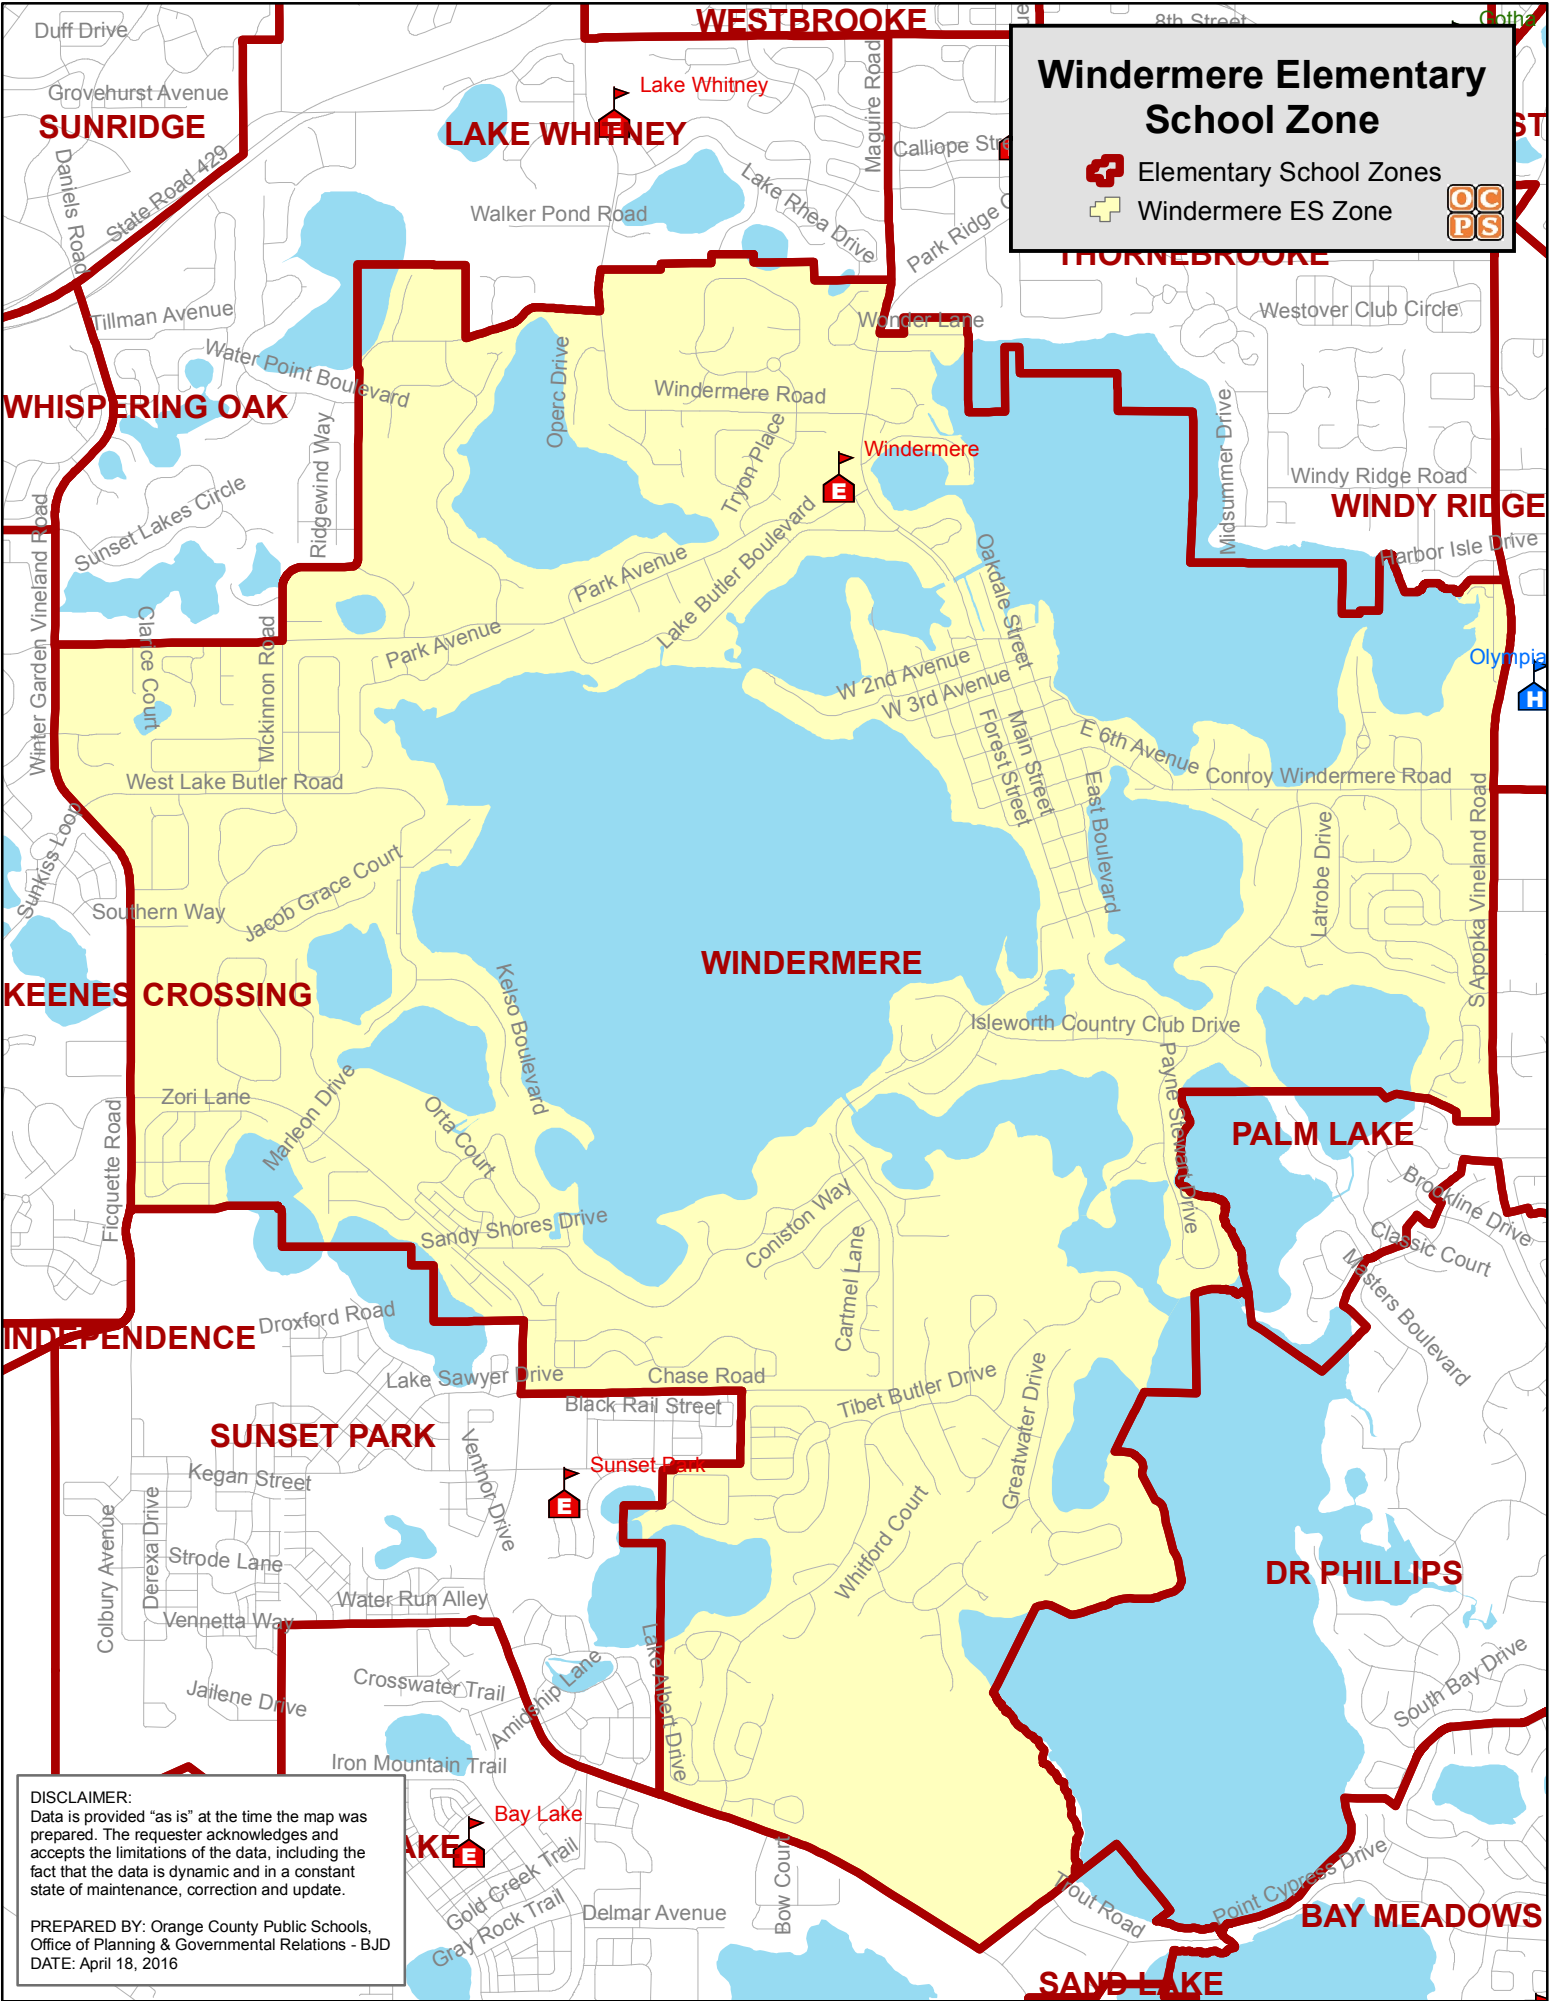 WESTBROOKE
8th Street
Gotha
Duff Drive
Windermere Elementary
School Zone
Elementary School Zones
Windermere ES Zone
OC
PS
Grovehurst Avenue
SUNRIDGE
Lake Whitney
LAKE WHITNEY
E
Maguire Road
Calliope Stre
ST
Daniels Road
State Road 429
Walker Pond Road
Lake Rhea Drive
Park Ridge
THORNEBROOKE
Tillman Avenue
Wonder Lane
Westover Club Circle
Water Point Boulevard
Operc Drive
Windermere Road
WHISPERING OAK
Ridgewind Way
Tryon Place
Windermere
E
Midsummer Drive
Windy Ridge Road
WINDY RIDGE
Sunset Lakes Circle
Harbor Isle Drive
Winter Garden Vineland Road
Park Avenue
Lake Butler Boulevard
Oakdale Street
Clarice Court
Mckinnon Road
Park Avenue
W 2nd Avenue
W 3rd Avenue
Olympia
H
Main Street
Forest Street
E 6th Avenue
West Lake Butler Road
Conroy Windermere Road
East Boulevard
Sunkiss Loop
Latrobe Drive
S Apopka Vineland Road
Jacob Grace Court
Southern Way
WINDERMERE
KEENES CROSSING
Kelso Boulevard
Isleworth Country Club Drive
Payne Stewart Drive
Zori Lane
Marleon Drive
Orta Court
PALM LAKE
Ficquette Road
Brookline Drive
Sandy Shores Drive
Coniston Way
Cartmel Lane
Classic Court
Masters Boulevard
INDEPENDENCE
Droxford Road
Lake Sawyer Drive
Chase Road
Black Rail Street
Tibet Butler Drive
Greatwater Drive
SUNSET PARK
Ventnor Drive
Sunset Park
E
Kegan Street
Whitford Court
Colbury Avenue
Derexa Drive
Strode Lane
DR PHILLIPS
Water Run Alley
Vennetta Way
Lake Albert Drive
Crosswater Trail
Amidship Lane
Jailene Drive
South Bay Drive
Iron Mountain Trail
Bay Lake
AKE
E
Gold Creek Trail
Gray Rock Trail
Delmar Avenue
Bow Court
Trout Road
Point Cypress Drive
BAY MEADOWS
SAND LAKE
DISCLAIMER:
Data is provided “as is” at the time the map was
prepared. The requester acknowledges and
accepts the limitations of the data, including the
fact that the data is dynamic and in a constant
state of maintenance, correction and update.
PREPARED BY: Orange County Public Schools,
Office of Planning & Governmental Relations - BJD
DATE: April 18, 2016